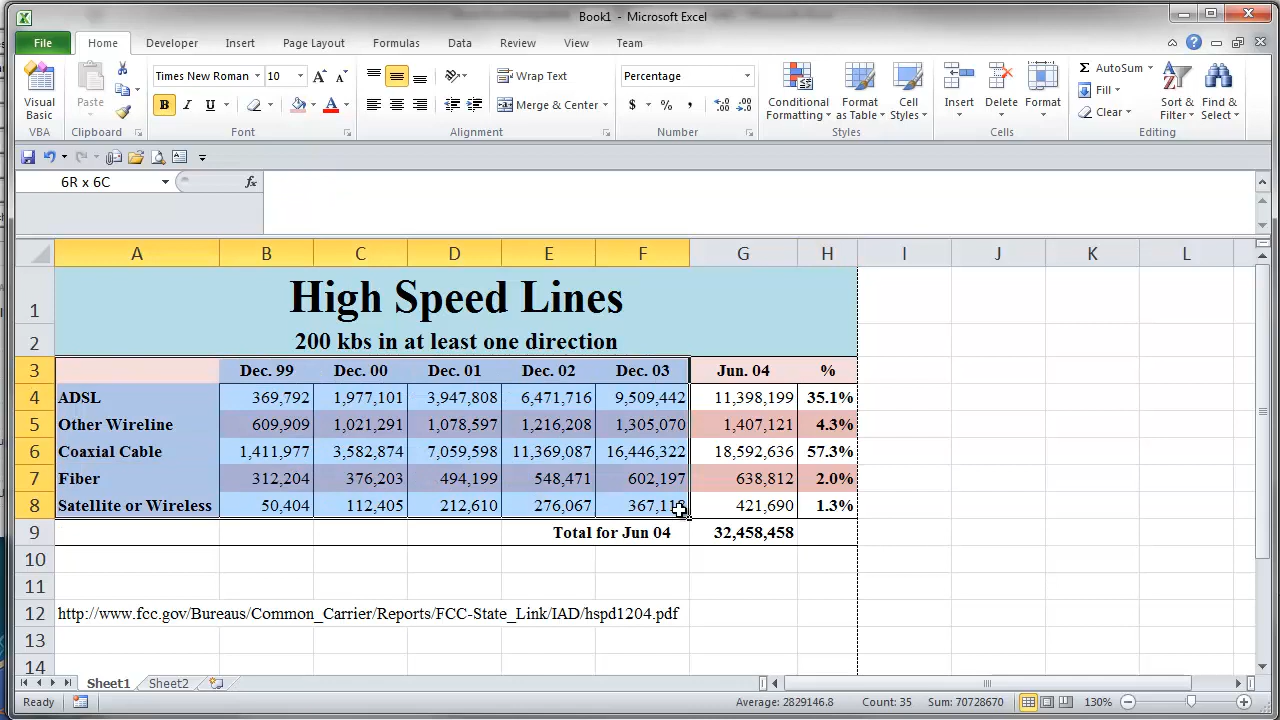 Book1 - Microsoft Excel
File Home Developer Insert Page Layout Formulas Data Review View Team
Visual Basic
VBA
Paste
Clipboard
Times New Roman 10
B I U
Font
Wrap Text
Merge & Center
Alignment
Percentage
$ % ,
Number
Conditional Formatting
Format as Table
Cell Styles
Styles
Insert Delete Format
Cells
AutoSum
Fill
Clear
Sort & Filter
Find & Select
Editing
6R x 6C fx
A B C D E F G H I J K L
1 High Speed Lines
2 200 kbs in at least one direction
3 Dec. 99 Dec. 00 Dec. 01 Dec. 02 Dec. 03 Jun. 04 %
4 ADSL 369,792 1,977,101 3,947,808 6,471,716 9,509,442 11,398,199 35.1%
5 Other Wireline 609,909 1,021,291 1,078,597 1,216,208 1,305,070 1,407,121 4.3%
6 Coaxial Cable 1,411,977 3,582,874 7,059,598 11,369,087 16,446,322 18,592,636 57.3%
7 Fiber 312,204 376,203 494,199 548,471 602,197 638,812 2.0%
8 Satellite or Wireless 50,404 112,405 212,610 276,067 421,690 1.3%
9 Total for Jun 04 32,458,458
10
11
12 http://www.fcc.gov/Bureaus/Common_Carrier/Reports/FCC-State_Link/IAD/hspd1204.pdf
13
14
Sheet1 Sheet2
Ready Average: 2829146.8 Count: 35 Sum: 70728670 130%